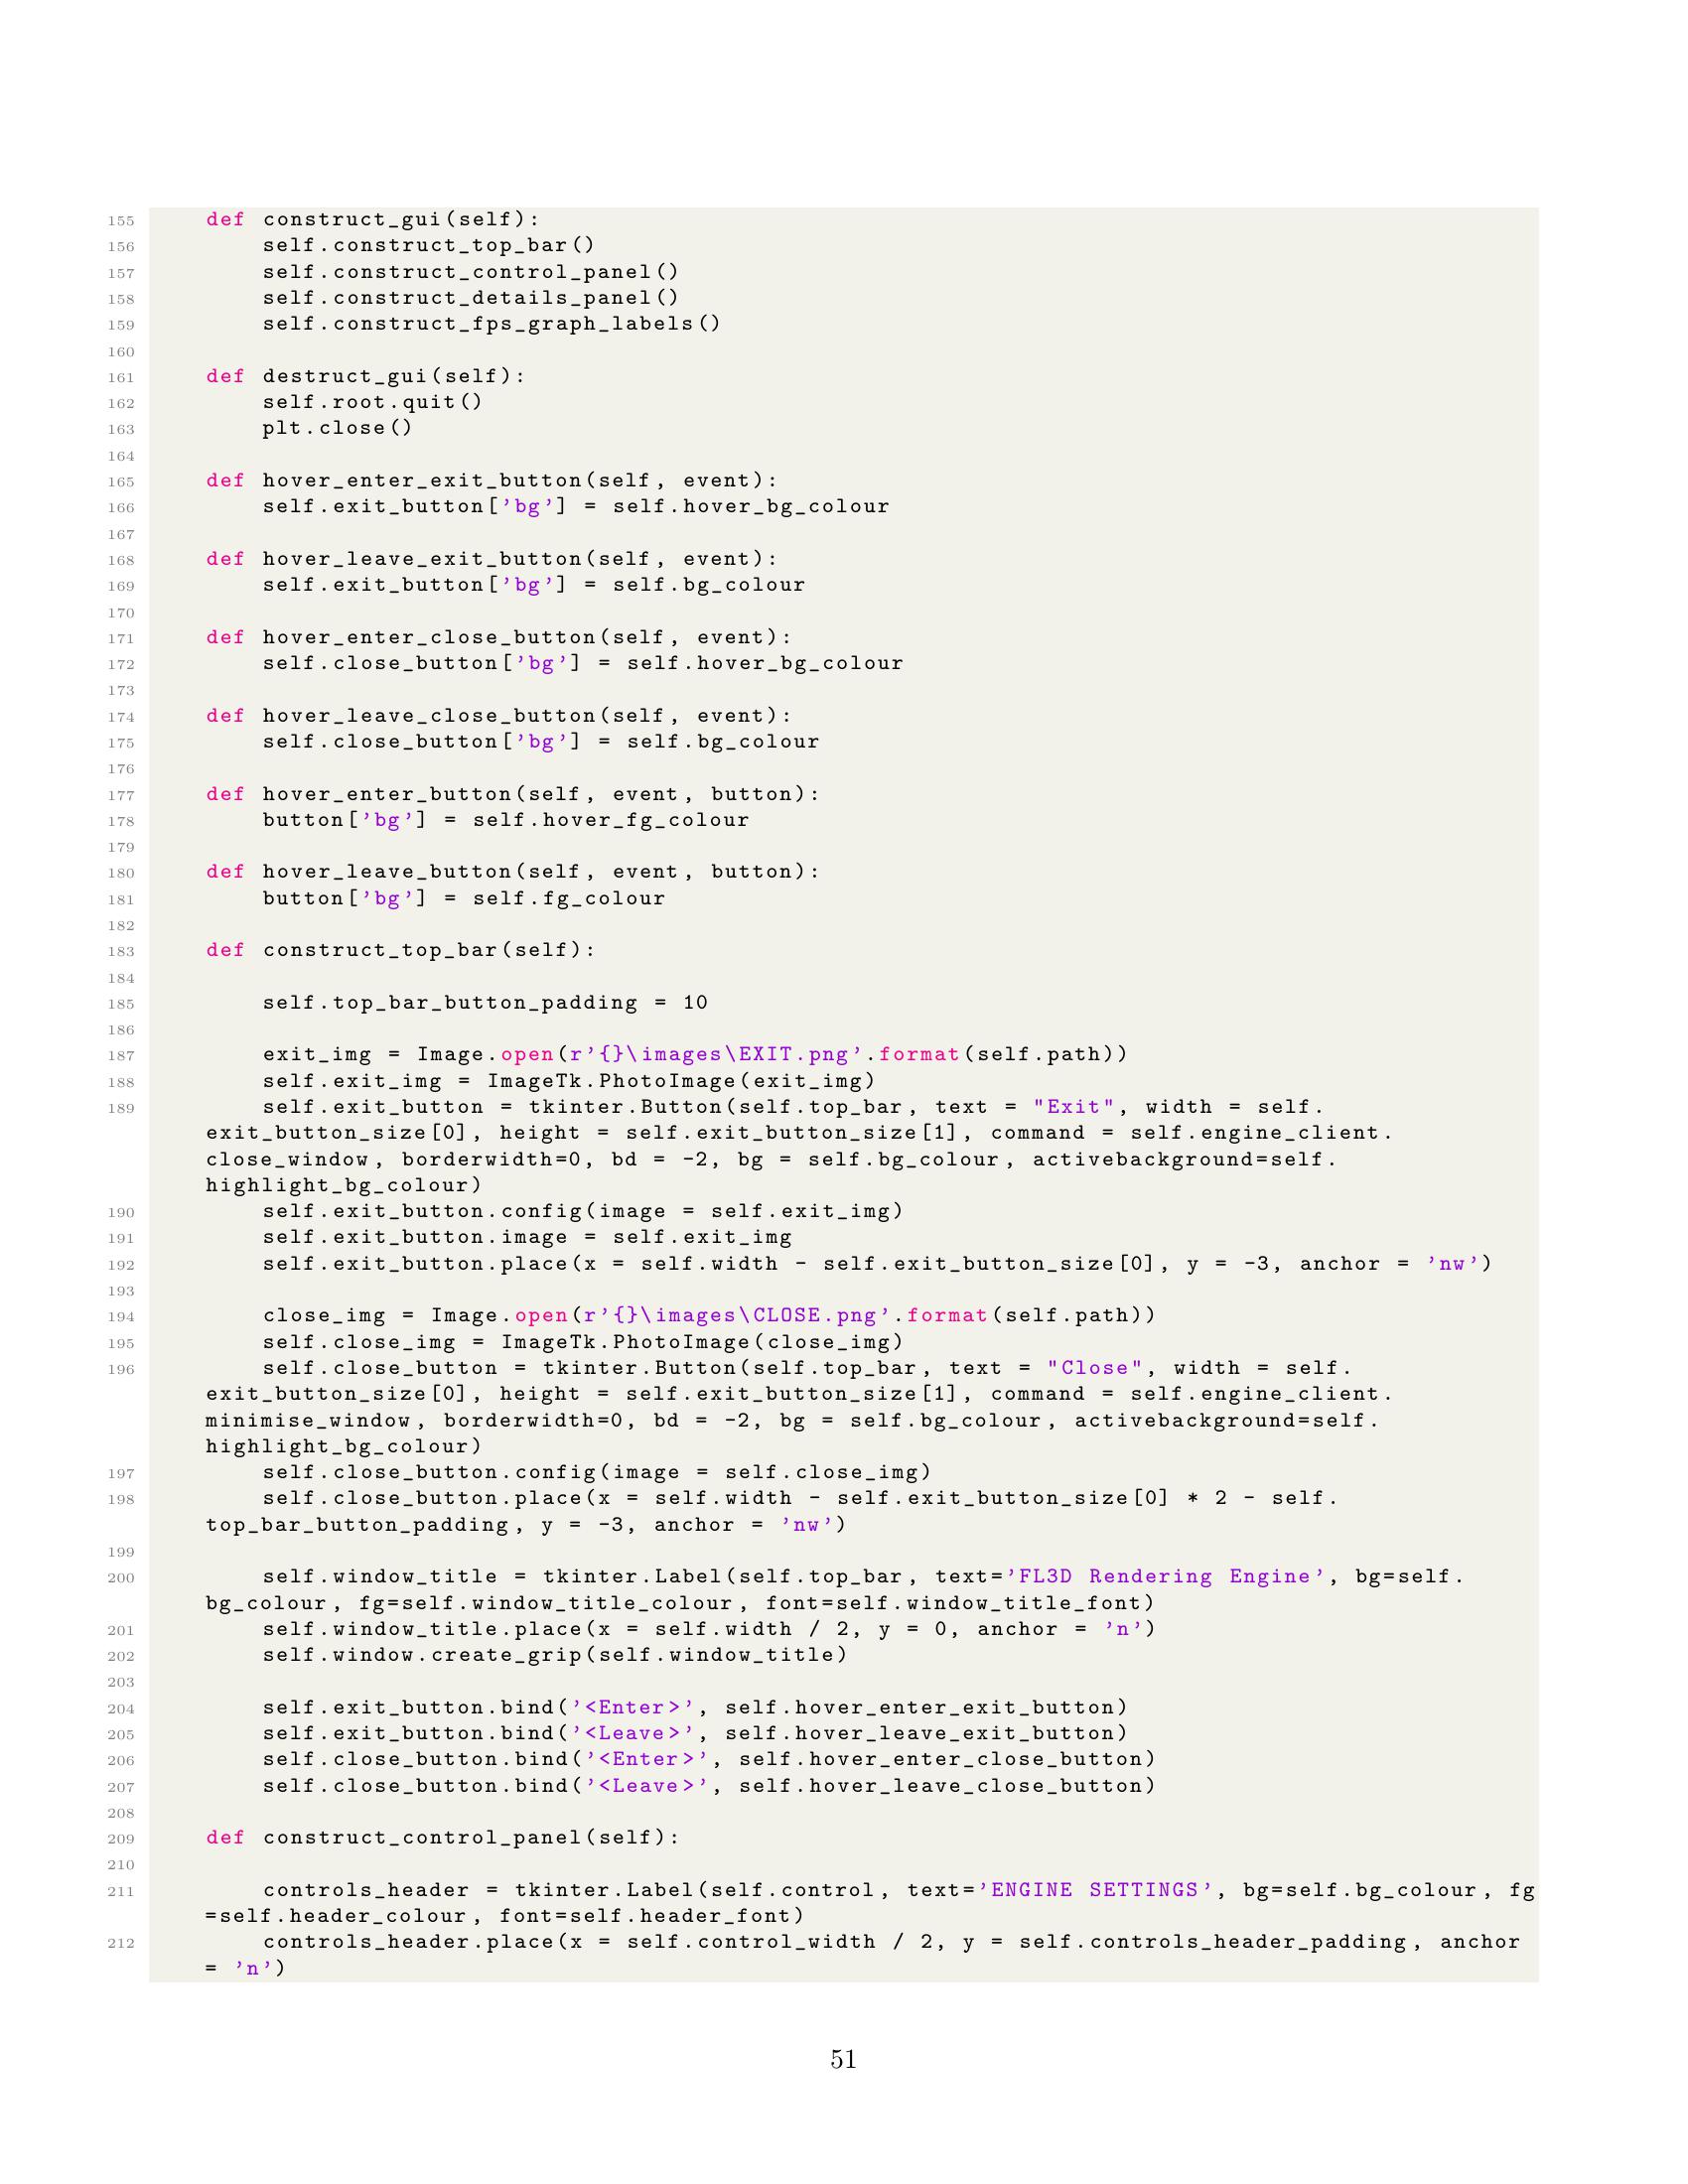 155 def construct_gui(self):
156 self.construct_top_bar()
157 self.construct_control_panel()
158 self.construct_details_panel()
159 self.construct_fps_graph_labels()
160
161 def destruct_gui(self):
162 self.root.quit()
163 plt.close()
164
165 def hover_enter_exit_button(self, event):
166 self.exit_button['bg'] = self.hover_bg_colour
167
168 def hover_leave_exit_button(self, event):
169 self.exit_button['bg'] = self.bg_colour
170
171 def hover_enter_close_button(self, event):
172 self.close_button['bg'] = self.hover_bg_colour
173
174 def hover_leave_close_button(self, event):
175 self.close_button['bg'] = self.bg_colour
176
177 def hover_enter_button(self, event, button):
178 button['bg'] = self.hover_fg_colour
179
180 def hover_leave_button(self, event, button):
181 button['bg'] = self.fg_colour
182
183 def construct_top_bar(self):
184
185 self.top_bar_button_padding = 10
186
187 exit_img = Image.open(r'{}\images\EXIT.png'.format(self.path))
188 self.exit_img = ImageTk.PhotoImage(exit_img)
189 self.exit_button = tkinter.Button(self.top_bar, text = "Exit", width = self.
exit_button_size[0], height = self.exit_button_size[1], command = self.engine_client.
close_window, borderwidth=0, bd = -2, bg = self.bg_colour, activebackground=self.
highlight_bg_colour)
190 self.exit_button.config(image = self.exit_img)
191 self.exit_button.image = self.exit_img
192 self.exit_button.place(x = self.width - self.exit_button_size[0], y = -3, anchor = 'nw')
193
194 close_img = Image.open(r'{}\images\CLOSE.png'.format(self.path))
195 self.close_img = ImageTk.PhotoImage(close_img)
196 self.close_button = tkinter.Button(self.top_bar, text = "Close", width = self.
exit_button_size[0], height = self.exit_button_size[1], command = self.engine_client.
minimise_window, borderwidth=0, bd = -2, bg = self.bg_colour, activebackground=self.
highlight_bg_colour)
197 self.close_button.config(image = self.close_img)
198 self.close_button.place(x = self.width - self.exit_button_size[0] * 2 - self.
top_bar_button_padding, y = -3, anchor = 'nw')
199
200 self.window_title = tkinter.Label(self.top_bar, text='FL3D Rendering Engine', bg=self.
bg_colour, fg=self.window_title_colour, font=self.window_title_font)
201 self.window_title.place(x = self.width / 2, y = 0, anchor = 'n')
202 self.window.create_grip(self.window_title)
203
204 self.exit_button.bind('<Enter>', self.hover_enter_exit_button)
205 self.exit_button.bind('<Leave>', self.hover_leave_exit_button)
206 self.close_button.bind('<Enter>', self.hover_enter_close_button)
207 self.close_button.bind('<Leave>', self.hover_leave_close_button)
208
209 def construct_control_panel(self):
210
211 controls_header = tkinter.Label(self.control, text='ENGINE SETTINGS', bg=self.bg_colour, fg
=self.header_colour, font=self.header_font)
212 controls_header.place(x = self.control_width / 2, y = self.controls_header_padding, anchor
= 'n')
51